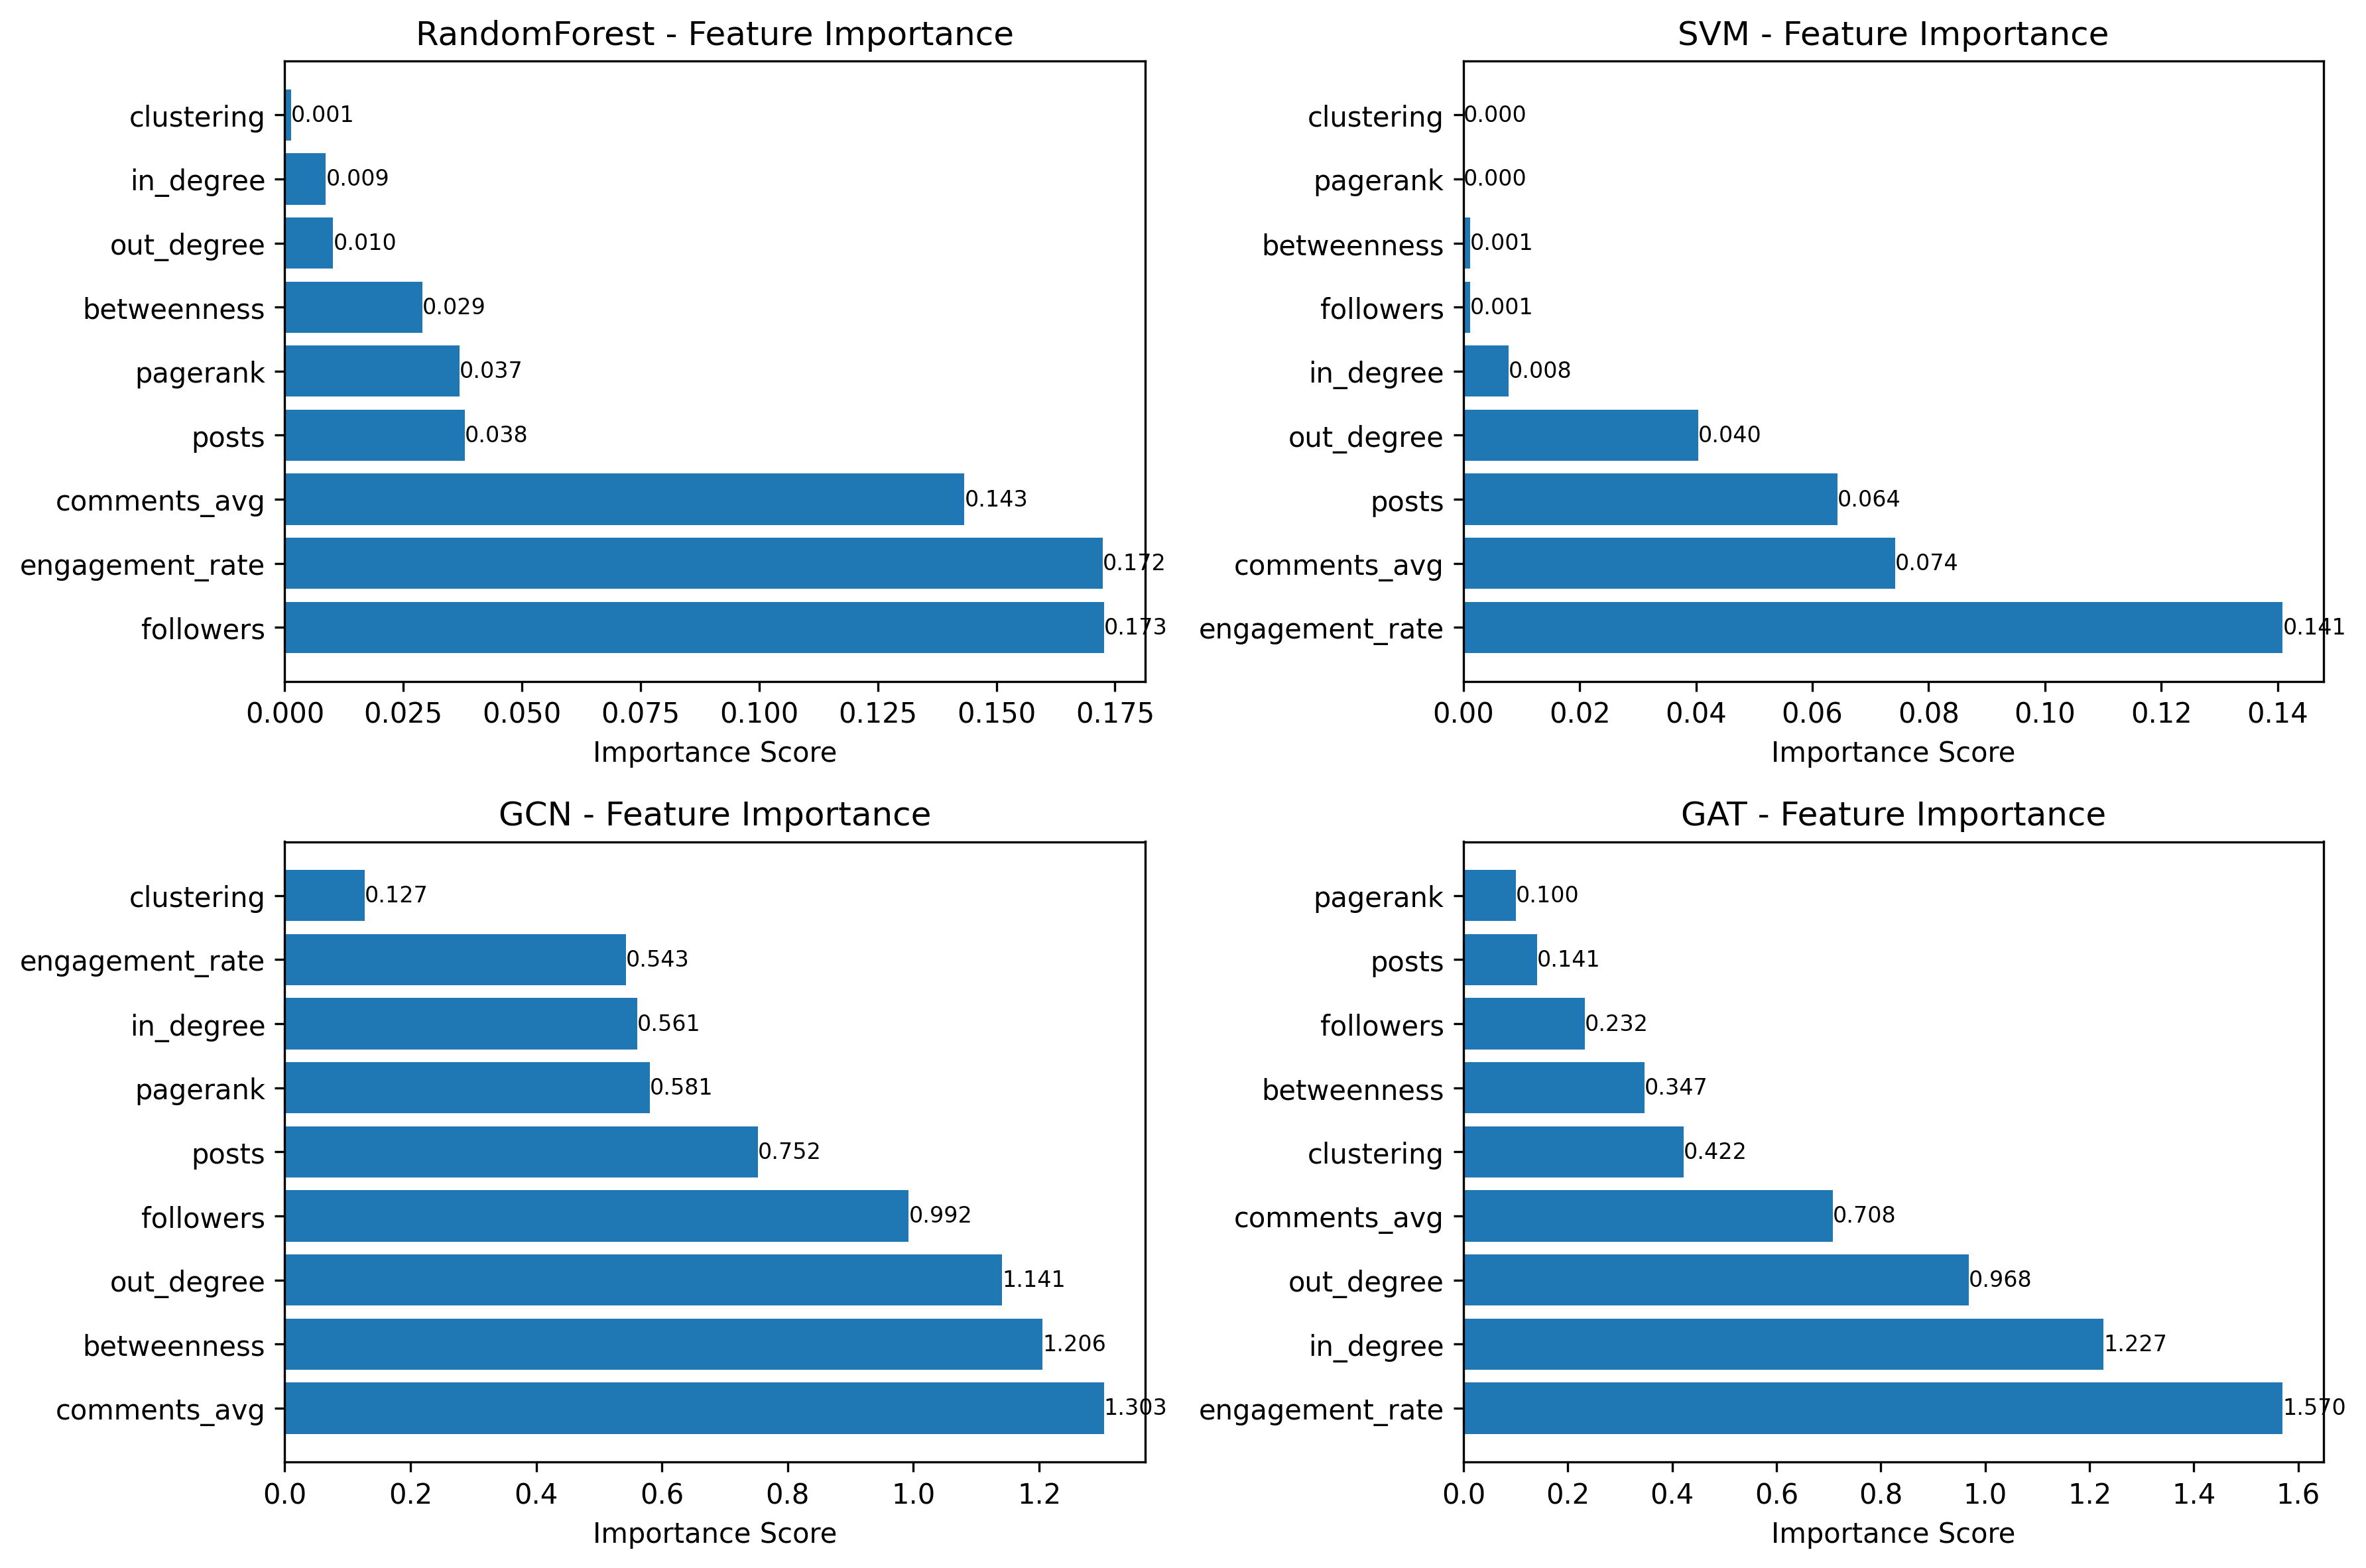 RandomForest - Feature Importance
clustering 0.001
in_degree 0.009
out_degree 0.010
betweenness 0.029
pagerank 0.037
posts 0.038
comments_avg 0.143
engagement_rate 0.172
followers 0.173
0.000 0.025 0.050 0.075 0.100 0.125 0.150 0.175
Importance Score
SVM - Feature Importance
clustering 0.000
pagerank 0.000
betweenness 0.001
followers 0.001
in_degree 0.008
out_degree 0.040
posts 0.064
comments_avg 0.074
engagement_rate 0.141
0.00 0.02 0.04 0.06 0.08 0.10 0.12 0.14
Importance Score
GCN - Feature Importance
clustering 0.127
engagement_rate 0.543
in_degree 0.561
pagerank 0.581
posts 0.752
followers 0.992
out_degree 1.141
betweenness 1.206
comments_avg 1.303
0.0 0.2 0.4 0.6 0.8 1.0 1.2
Importance Score
GAT - Feature Importance
pagerank 0.100
posts 0.141
followers 0.232
betweenness 0.347
clustering 0.422
comments_avg 0.708
out_degree 0.968
in_degree 1.227
engagement_rate 1.570
0.0 0.2 0.4 0.6 0.8 1.0 1.2 1.4 1.6
Importance Score